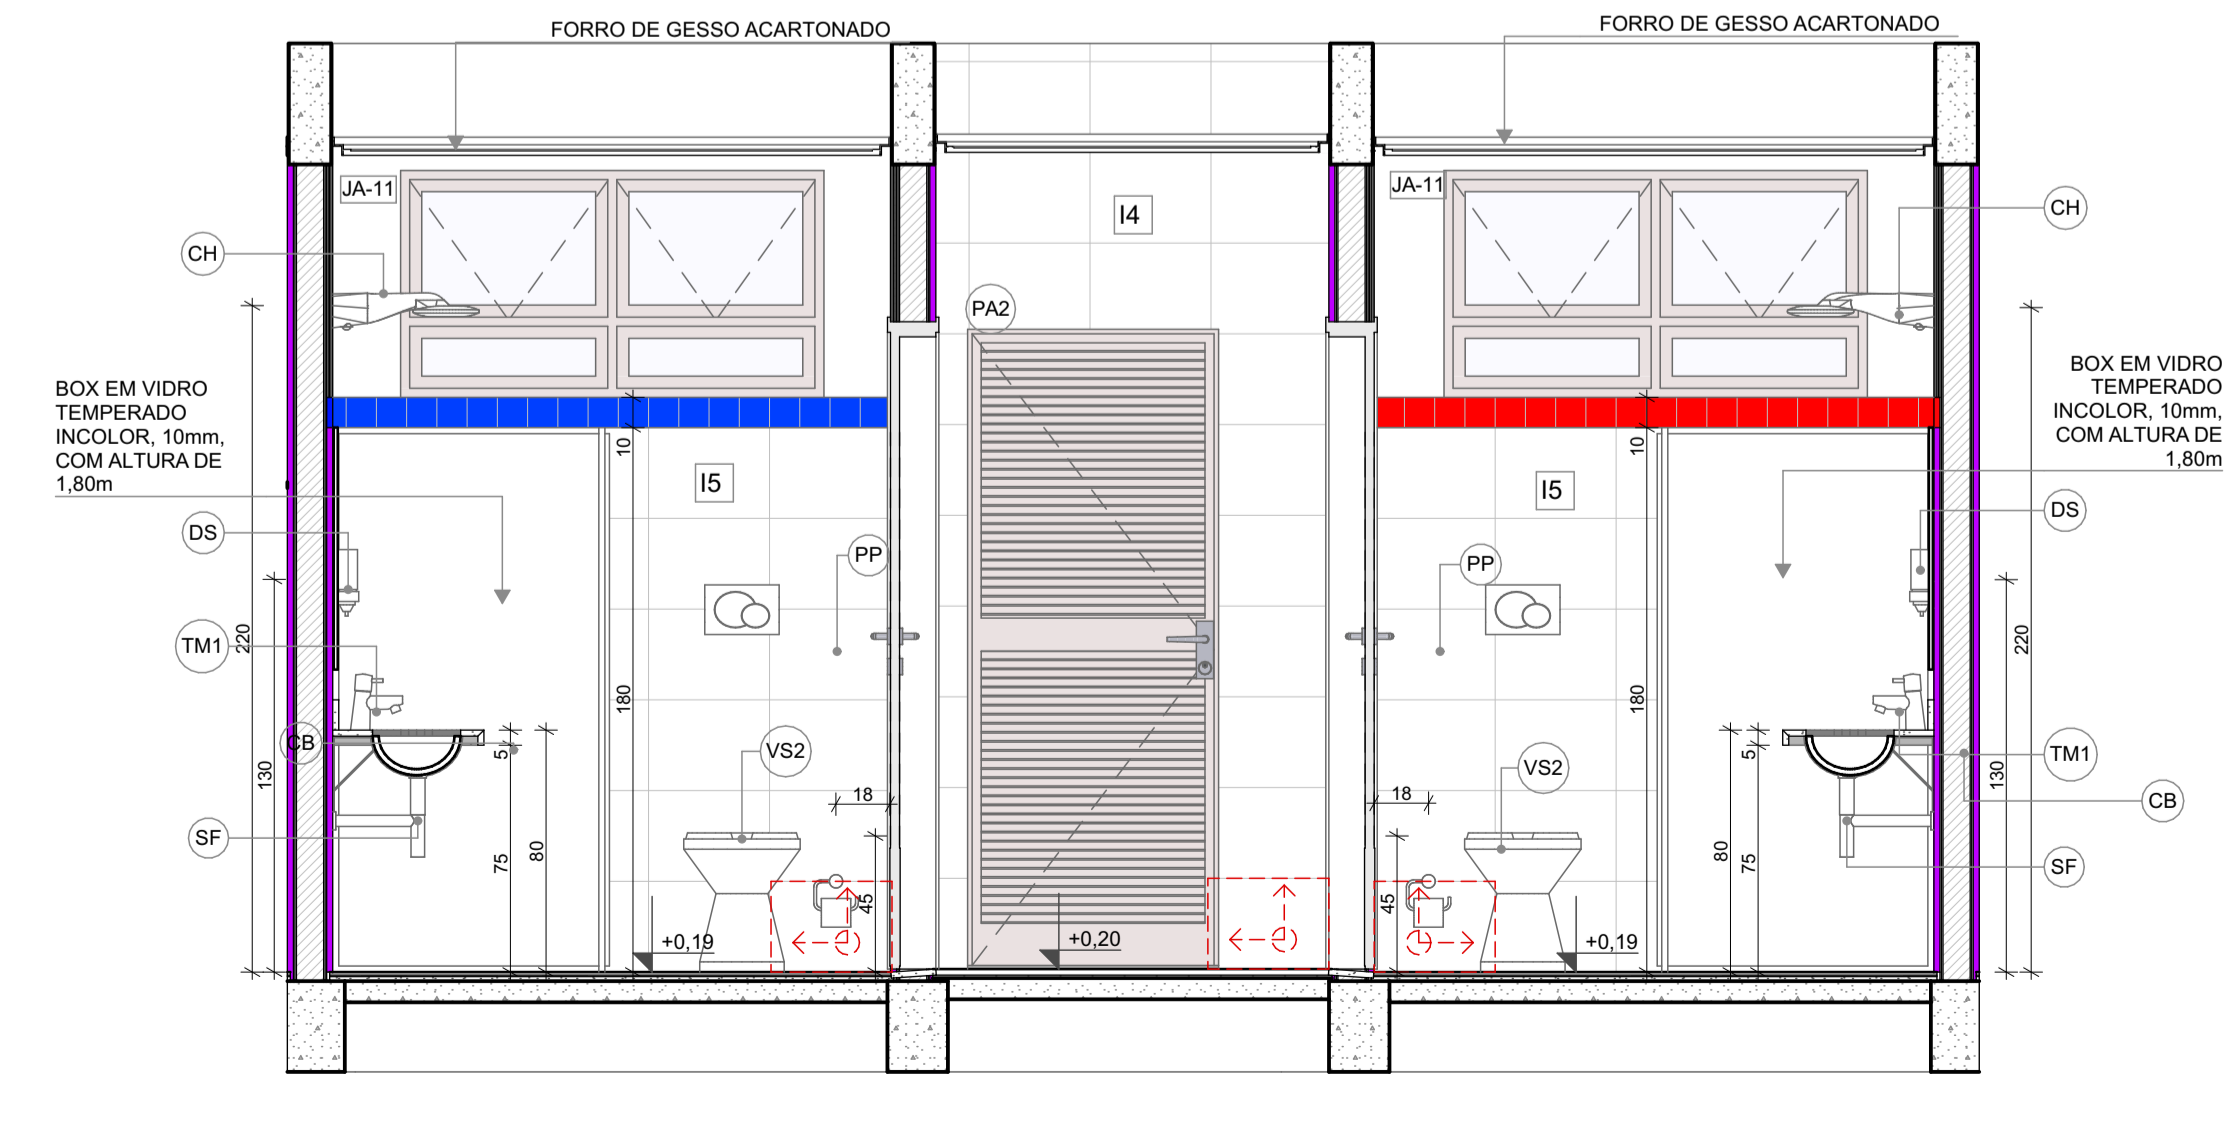 FORRO DE GESSO ACARTONADO
FORRO DE GESSO ACARTONADO
JA-11
JA-11
I4
CH
CH
PA2
BOX EM VIDRO
TEMPERADO
INCOLOR, 10mm,
COM ALTURA DE
1,80m
BOX EM VIDRO
TEMPERADO
INCOLOR, 10mm,
COM ALTURA DE
1,80m
10
10
I5
I5
DS
DS
PP
PP
TM1
220
220
180
180
CB
5
5
130
130
VS2
VS2
TM1
CB
18
18
SF
SF
75
80
80
75
45
45
+0,19
+0,20
+0,19